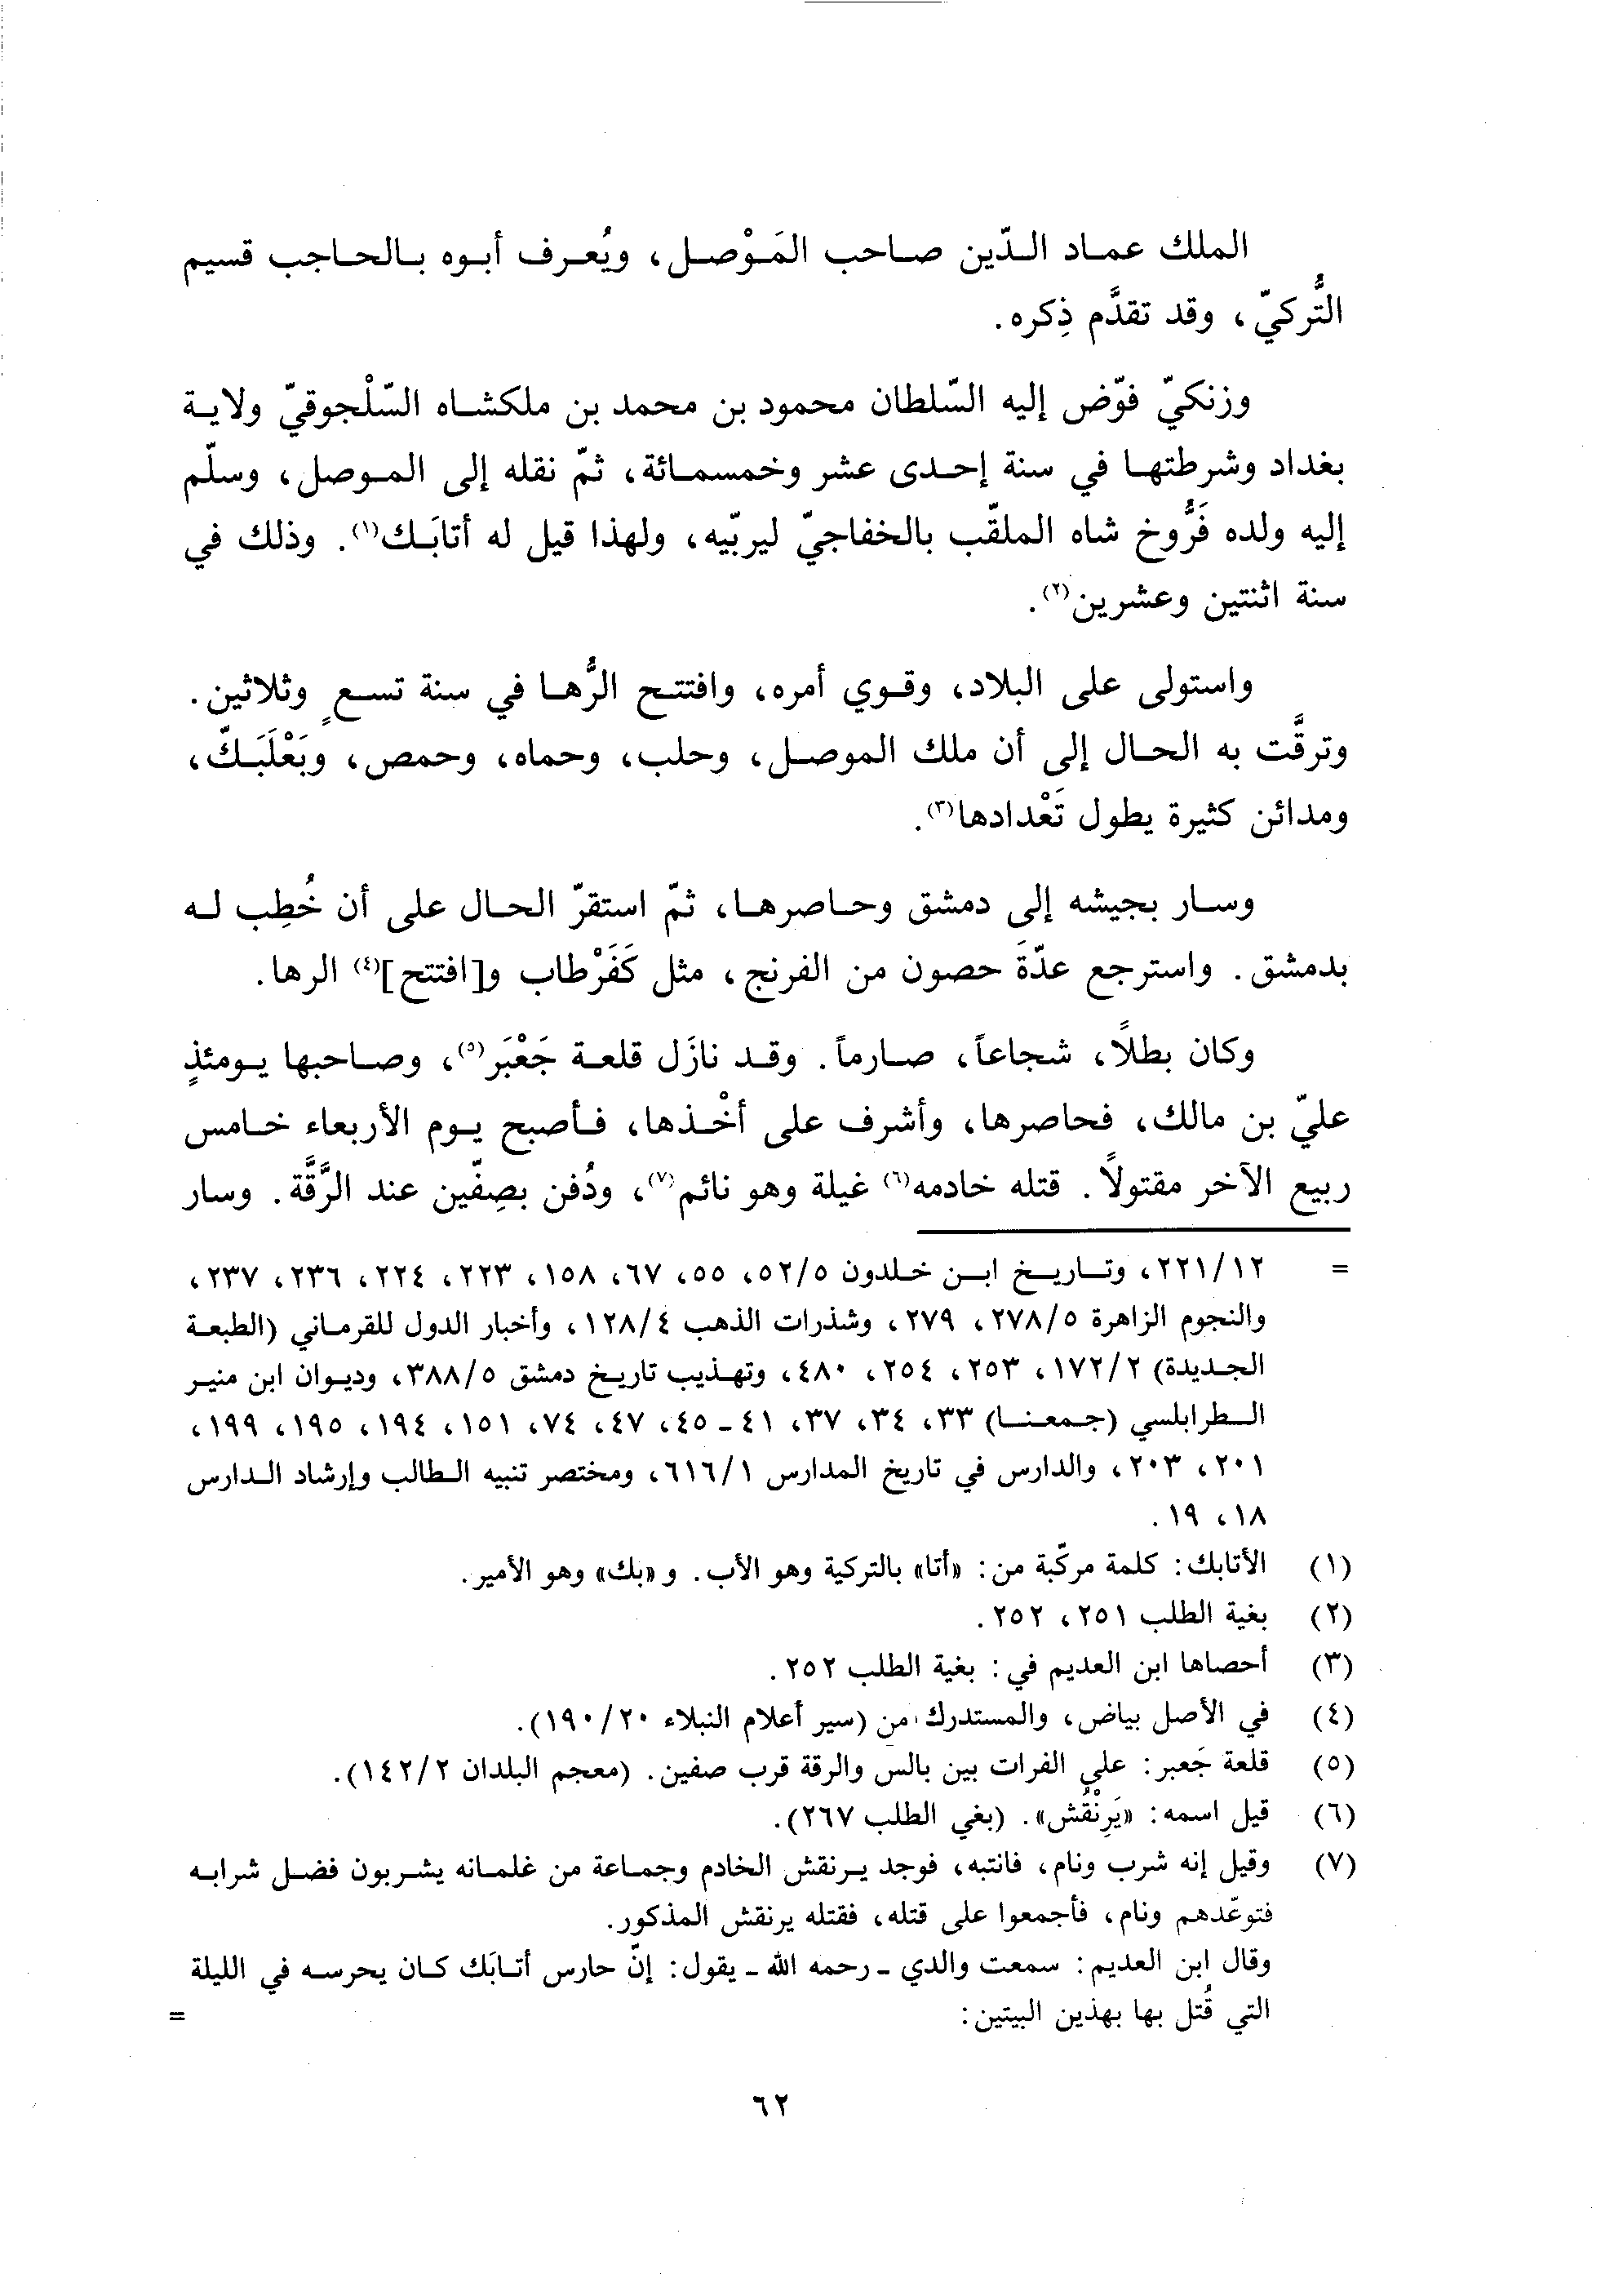 الملك عماد الدّين صاحب المَوْصل، ويُعرف أبوه بالحاجب قسيم
التُّركيّ، وقد تقدَّم ذِكره.
وزنكيّ فوّض إليه السّلطان محمود بن محمد بن ملكشاه السّلْجوقيّ ولاية
بغداد وشرطتها في سنة إحدى عشر وخمسمائة، ثمّ نقله إلى الموصل، وسلّم
إليه ولده فَرُّوخ شاه الملقّب بالخفاجيّ ليربّيه، ولهذا قيل له أتابَك(١). وذلك في
سنة اثنتين وعشرين(٢).
واستولى على البلاد، وقوي أمره، وافتتح الرُّها في سنة تسعٍ وثلاثين.
وترقَّت به الحال إلى أن ملك الموصل، وحلب، وحماه، وحمص، وبَعْلَبَكّ،
ومدائن كثيرة يطول تَعْدادها(٣).
وسار بجيشه إلى دمشق وحاصرها، ثمّ استقرّ الحال على أن خُطِب له
بدمشق. واسترجع عدّةَ حصون من الفرنج، مثل كَفَرْطاب و[افتتح](٤) الرها.
وكان بطلاً، شجاعاً، صارماً. وقد نازَل قلعة جَعْبَر(٥)، وصاحبها يومئذٍ
عليّ بن مالك، فحاصرها، وأشرف على أخْذها، فأصبح يوم الأربعاء خامس
ربيع الآخر مقتولاً. قتله خادمه(٦) غيلة وهو نائم(٧)، ودُفن بصِفّين عند الرَّقَّة. وسار
= ٢٢١/١٢، وتاريخ ابن خلدون ٥٢/٥، ٥٥، ٦٧، ١٥٨، ٢٢٣، ٢٢٤، ٢٣٦، ٢٣٧،
والنجوم الزاهرة ٢٧٨/٥، ٢٧٩، وشذرات الذهب ١٢٨/٤، وأخبار الدول للقرماني (الطبعة
الجديدة) ١٧٢/٢، ٢٥٣، ٢٥٤، ٤٨٠، وتهذيب تاريخ دمشق ٣٨٨/٥، وديوان ابن منير
الطرابلسي (جمعنا) ٣٣، ٣٤، ٣٧، ٤١ - ٤٥، ٤٧، ٧٤، ١٥١، ١٩٤، ١٩٥، ١٩٩،
٢٠١، ٢٠٣، والدارس في تاريخ المدارس ٦١٦/١، ومختصر تنبيه الطالب وإرشاد الدارس
١٨، ١٩.
(١) الأتابك: كلمة مركّبة من: «أتا» بالتركية وهو الأب. و«بك» وهو الأمير.
(٢) بغية الطلب ٢٥١، ٢٥٢.
(٣) أحصاها ابن العديم في: بغية الطلب ٢٥٢.
(٤) في الأصل بياض، والمستدرك من (سير أعلام النبلاء ١٩٠/٢٠).
(٥) قلعة جَعبر: على الفرات بين بالس والرقة قرب صفين. (معجم البلدان ١٤٢/٢).
(٦) قيل اسمه: «يَرِنْقُش». (بغي الطلب ٢٦٧).
(٧) وقيل إنه شرب ونام، فانتبه، فوجد يرنقش الخادم وجماعة من غلمانه يشربون فضل شرابه
فتوعّدهم ونام، فأجمعوا على قتله، فقتله يرنقش المذكور.
وقال ابن العديم: سمعت والدي - رحمه الله - يقول: إنّ حارس أتابَك كان يحرسه في الليلة
التي قُتل بها بهذين البيتين: =
٦٢